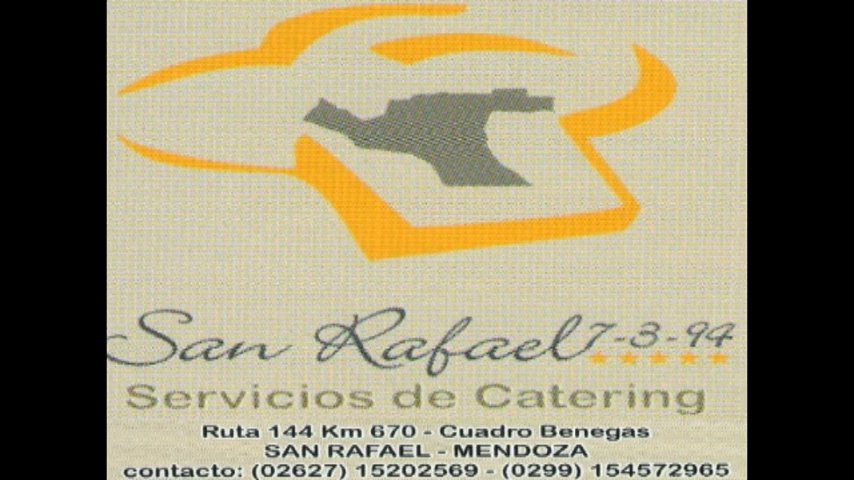 San Rafael 7-3-94
Servicios de Catering
Ruta 144 Km 670 - Cuadro Benegas
SAN RAFAEL - MENDOZA
contacto: (02627) 15202569 - (0299) 154572965